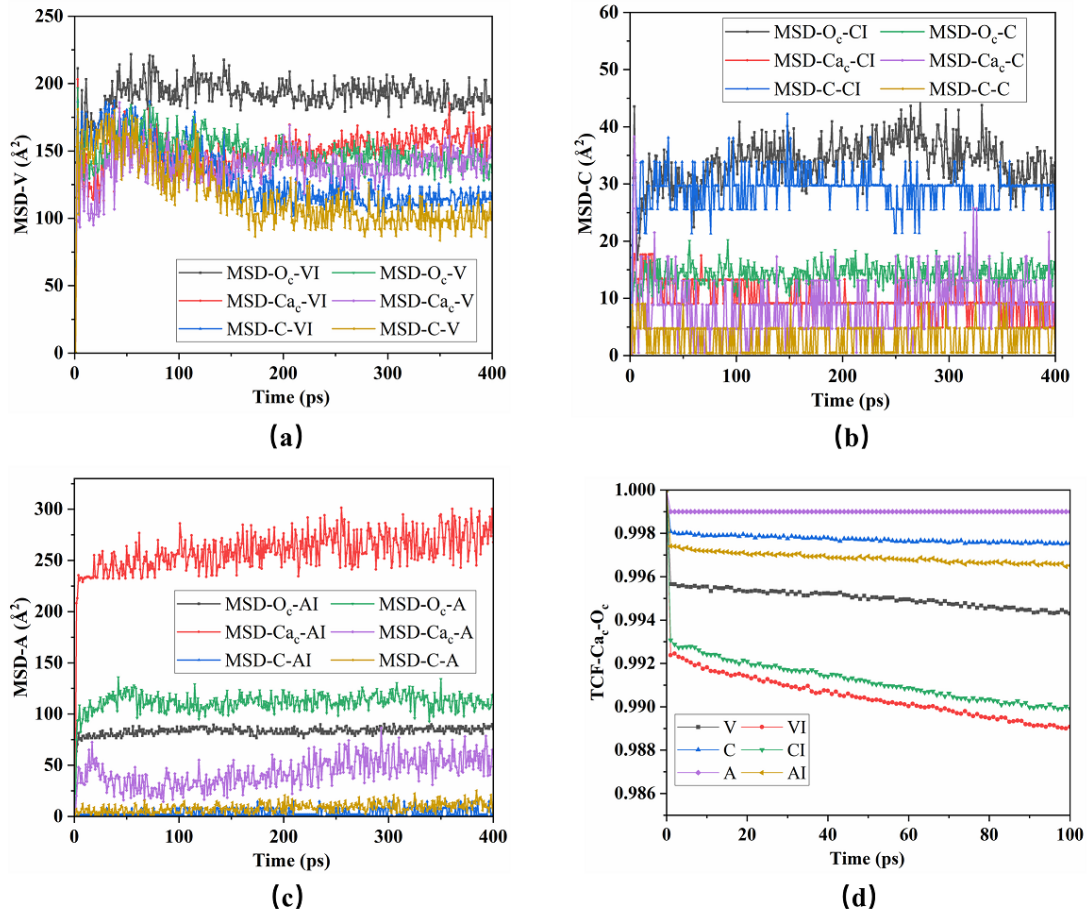 MSD-V (Å²)
250
200
150
100
50
0
MSD-O_c-VI MSD-O_c-V
MSD-Ca_c-VI MSD-Ca_c-V
MSD-C-VI MSD-C-V
0 100 200 300 400
Time (ps)
(a)
MSD-C (Å²)
60
50
40
30
20
10
0
MSD-O_c-CI MSD-O_c-C
MSD-Ca_c-CI MSD-Ca_c-C
MSD-C-CI MSD-C-C
0 100 200 300 400
Time (ps)
(b)
MSD-A (Å²)
300
250
200
150
100
50
0
MSD-O_c-AI MSD-O_c-A
MSD-Ca_c-AI MSD-Ca_c-A
MSD-C-AI MSD-C-A
0 100 200 300 400
Time (ps)
(c)
TCF-Ca_c-O_c
1.000
0.998
0.996
0.994
0.992
0.990
0.988
0.986
V VI
C CI
A AI
0 20 40 60 80 100
Time (ps)
(d)